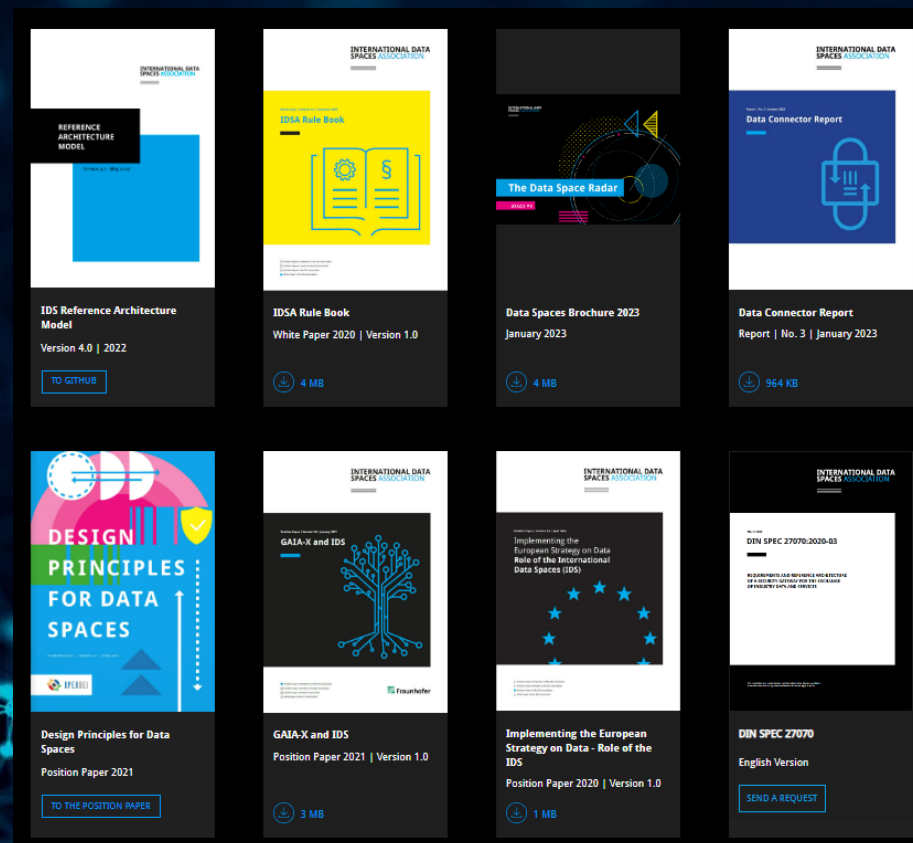 INTERNATIONAL DATA
SPACES ASSOCIATION
REFERENCE
ARCHITECTURE
MODEL
IDS Reference Architecture
Model
Version 4.0 | 2022
TO GITHUB
INTERNATIONAL DATA
SPACES ASSOCIATION
IDSA Rule Book
§
IDSA Rule Book
White Paper 2020 | Version 1.0
4 MB
The Data Space Radar
Data Spaces Brochure 2023
January 2023
4 MB
INTERNATIONAL DATA
SPACES ASSOCIATION
Data Connector Report
Data Connector Report
Report | No. 3 | January 2023
964 KB
DESIGN
PRINCIPLES
FOR DATA
SPACES
Design Principles for Data
Spaces
Position Paper 2021
TO THE POSITION PAPER
INTERNATIONAL DATA
SPACES ASSOCIATION
GAIA-X and IDS
Fraunhofer
GAIA-X and IDS
Position Paper 2021 | Version 1.0
3 MB
INTERNATIONAL DATA
SPACES ASSOCIATION
Implementing the
European Strategy on Data
Role of the International
Data Spaces (IDS)
Implementing the European
Strategy on Data - Role of the
IDS
Position Paper 2020 | Version 1.0
1 MB
INTERNATIONAL DATA
SPACES ASSOCIATION
DIN SPEC 27070:2020-03
REQUIREMENTS AND REFERENCE ARCHITECTURE
OF A SECURITY GATEWAY FOR THE EXCHANGE
OF INDUSTRY DATA AND SERVICES
DIN SPEC 27070
English Version
SEND A REQUEST